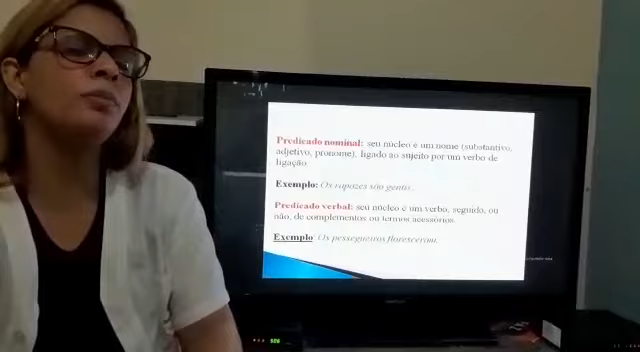 Predicado nominal: seu núcleo é um nome (substantivo,
adjetivo, pronome), ligado ao sujeito por um verbo de
ligação.
Exemplo: Os rapazes são gentis.
Predicado verbal: seu núcleo é um verbo, seguido, ou
não, de complementos ou termos acessórios.
Exemplo: Os pessegueiros floresceram.